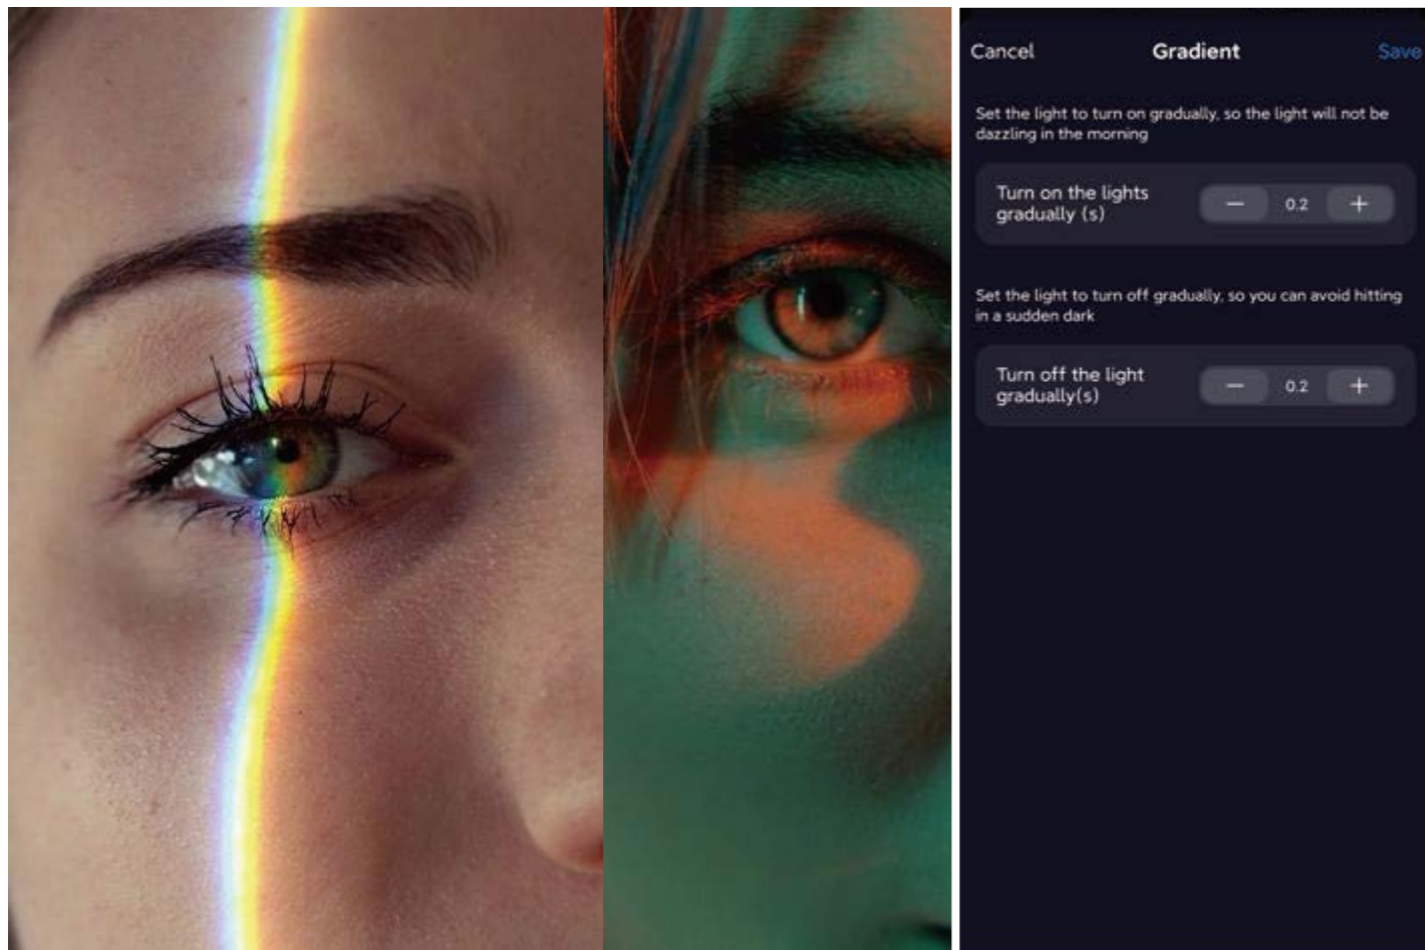 Cancel Gradient Save
Set the light to turn on gradually, so the light will not be
dazzling in the morning
Turn on the lights
gradually (s)
− 0.2 +
Set the light to turn off gradually, so you can avoid hitting
in a sudden dark
Turn off the light
gradually(s)
− 0.2 +